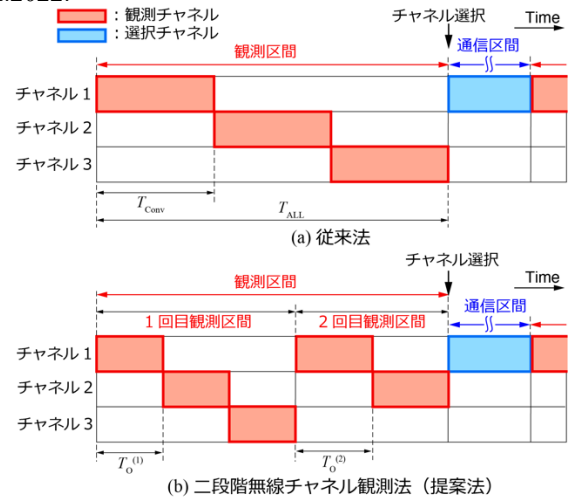 ：観測チャネル
：選択チャネル
チャネル選択
Time
観測区間
通信区間
チャネル 1
チャネル 2
チャネル 3
T_Conv
T_ALL
(a) 従来法
チャネル選択
Time
観測区間
通信区間
1 回目観測区間
2 回目観測区間
チャネル 1
チャネル 2
チャネル 3
T_O^(1)
T_O^(2)
(b) 二段階無線チャネル観測法（提案法）